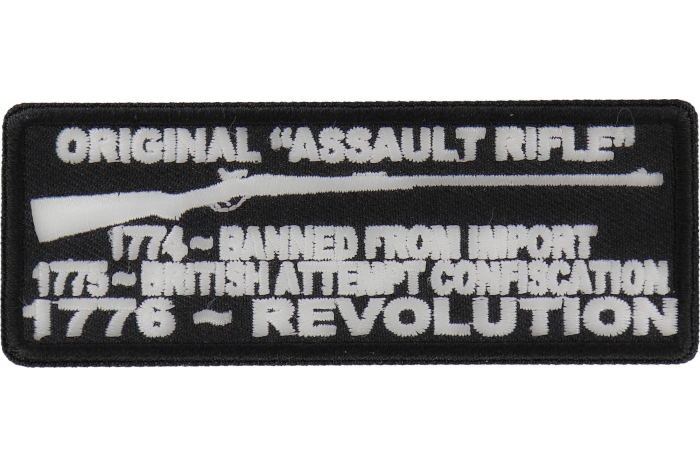 ORIGINAL "ASSAULT RIFLE"
1774 ~ BANNED FROM IMPORT
1775 ~ BRITISH ATTEMPT CONFISCATION
1776 ~ REVOLUTION